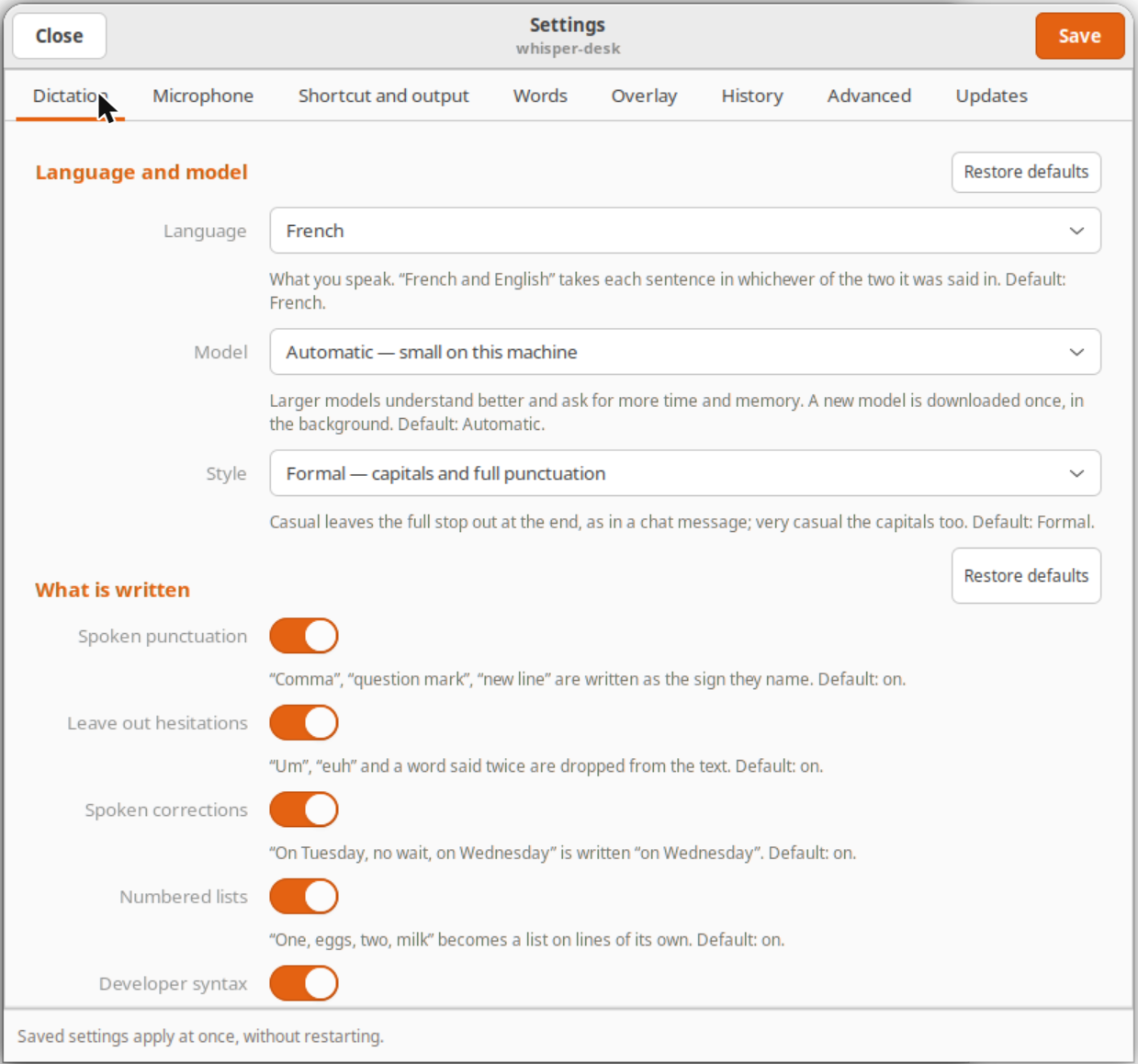 Close
Settings
whisper-desk
Save
Dictation
Microphone
Shortcut and output
Words
Overlay
History
Advanced
Updates
Language and model
Restore defaults
Language
French
What you speak. “French and English” takes each sentence in whichever of the two it was said in. Default:
French.
Model
Automatic — small on this machine
Larger models understand better and ask for more time and memory. A new model is downloaded once, in
the background. Default: Automatic.
Style
Formal — capitals and full punctuation
Casual leaves the full stop out at the end, as in a chat message; very casual the capitals too. Default: Formal.
What is written
Restore defaults
Spoken punctuation
“Comma”, “question mark”, “new line” are written as the sign they name. Default: on.
Leave out hesitations
“Um”, “euh” and a word said twice are dropped from the text. Default: on.
Spoken corrections
“On Tuesday, no wait, on Wednesday” is written “on Wednesday”. Default: on.
Numbered lists
“One, eggs, two, milk” becomes a list on lines of its own. Default: on.
Developer syntax
Saved settings apply at once, without restarting.